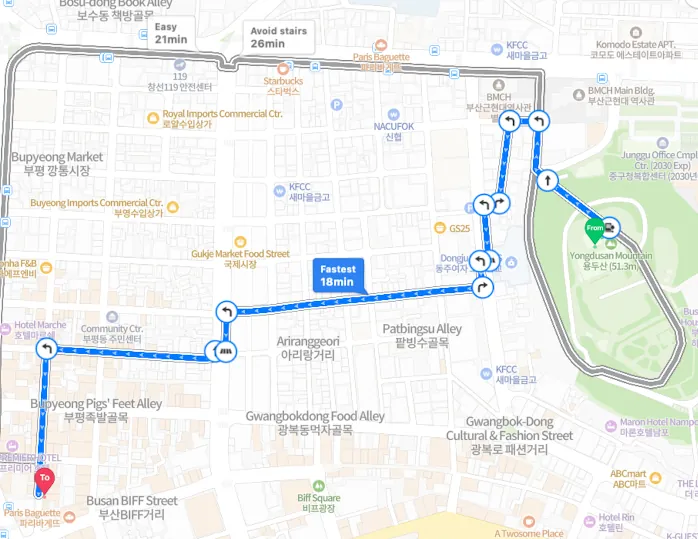 Bosu-dong Book Alley
보수동 책방골목
Easy
21min
Avoid stairs
26min
KFCC
새마을금고
Komodo Estate APT.
코모도 에스테이트아파트
Paris Baguette
파리바게뜨
119
창선119 안전센터
Starbucks
스타벅스
BMCH
부산근현대역사관
BMCH Main Bldg.
부산근현대 역사관
Royal Imports Commercial Ctr.
로얄수입상가
NACUFOK
신협
Bupyeong Market
부평 깡통시장
Junggu Office Cmpl
Ctr. (2030 Exp)
중구청복합센터 (2030년
KFCC
새마을금고
Buyeong Imports Commercial Ctr.
부영수입상가
GS25
From
Gukje Market Food Street
국제시장
Yongdusan Mountain
용두산 (51.3m)
Dongju
동주여자
onha F&B
Fastest
18min
Hotel Marche
호텔마르쉐
Community Ctr.
부평동 주민센터
Ariranggeori
아리랑거리
Patbingsu Alley
팥빙수골목
KFCC
새마을금고
Bupyeong Pigs' Feet Alley
부평족발골목
Gwangbokdong Food Alley
광복동먹자골목
Gwangbok-Dong
Cultural & Fashion Street
광복로 패션거리
Maron Hotel Nampo
마론호텔남포
PREMIER HOTEL
프리미어호텔
To
ABCmart
ABC마트
Busan BIFF Street
부산BIFF거리
Biff Square
비프광장
Paris Baguette
파리바게뜨
Hotel Rin
호텔린
A Twosome Place
K-GUES